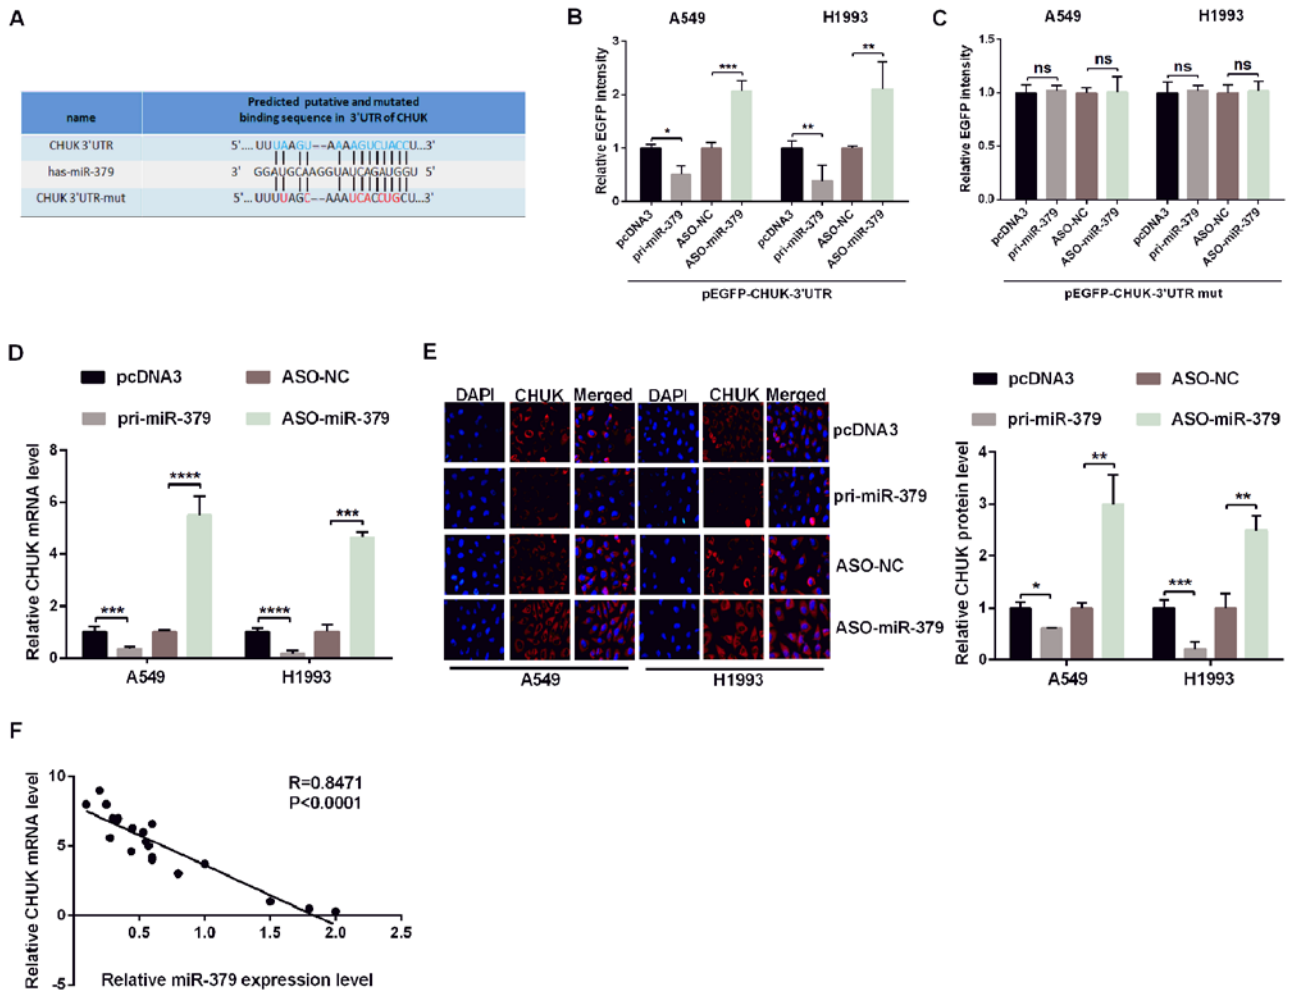 A
name
Predicted putative and mutated
binding sequence in 3'UTR of CHUK
CHUK 3'UTR
5'.... UUUAAGU--AAAAGUCUACCU...3'
has-miR-379
3' GGAUGCAAGGUAUCAGAUGGU 5'
CHUK 3'UTR-mut
5'... UUUUUAGC--AAAUCACCUGCU...3'
B
A549
H1993
Relative EGFP intensity
3
2
1
0
*
***
**
**
pcDNA3
pri-miR-379
ASO-NC
ASO-miR-379
pcDNA3
pri-miR-379
ASO-NC
ASO-miR-379
pEGFP-CHUK-3'UTR
C
A549
H1993
Relative EGFP intensity
1.5
1.0
0.5
0.0
ns
ns
ns
ns
pcDNA3
pri-miR-379
ASO-NC
ASO-miR-379
pcDNA3
pri-miR-379
ASO-NC
ASO-miR-379
pEGFP-CHUK-3'UTR mut
D
pcDNA3
ASO-NC
pri-miR-379
ASO-miR-379
Relative CHUK mRNA level
8
6
4
2
0
***
****
****
***
A549
H1993
E
DAPI CHUK Merged DAPI CHUK Merged
pcDNA3
pri-miR-379
ASO-NC
ASO-miR-379
A549
H1993
pcDNA3
ASO-NC
pri-miR-379
ASO-miR-379
Relative CHUK protein level
4
3
2
1
0
*
**
***
**
A549
H1993
F
Relative CHUK mRNA level
10
5
0
-5
R=0.8471
P<0.0001
0.5
1.0
1.5
2.0
2.5
Relative miR-379 expression level